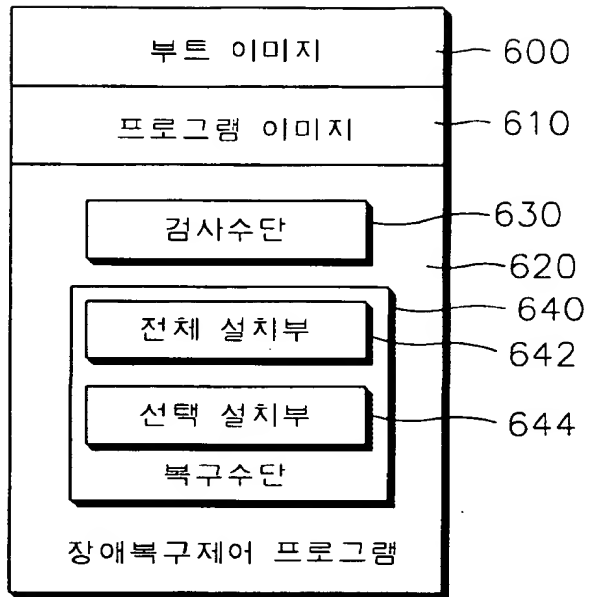 부트 이미지 600
프로그램 이미지 610
검사수단 630
620
640
전체 설치부 642
선택 설치부 644
복구수단
장애복구제어 프로그램